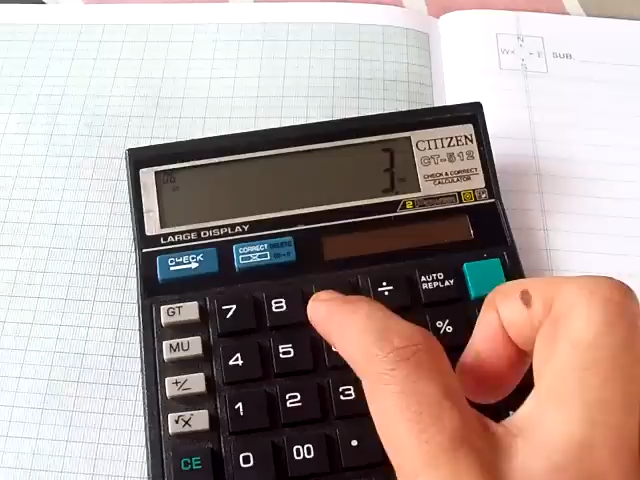 N
W E
S
SUB.
CITIZEN
CT-512
CHECK & CORRECT
CALCULATOR
3
LARGE DISPLAY
CHECK
CORRECT
AUTO
REPLAY
GT 7 8 ÷
MU 4 5 %
+/- 1 2 3
√X
CE 0 00 .